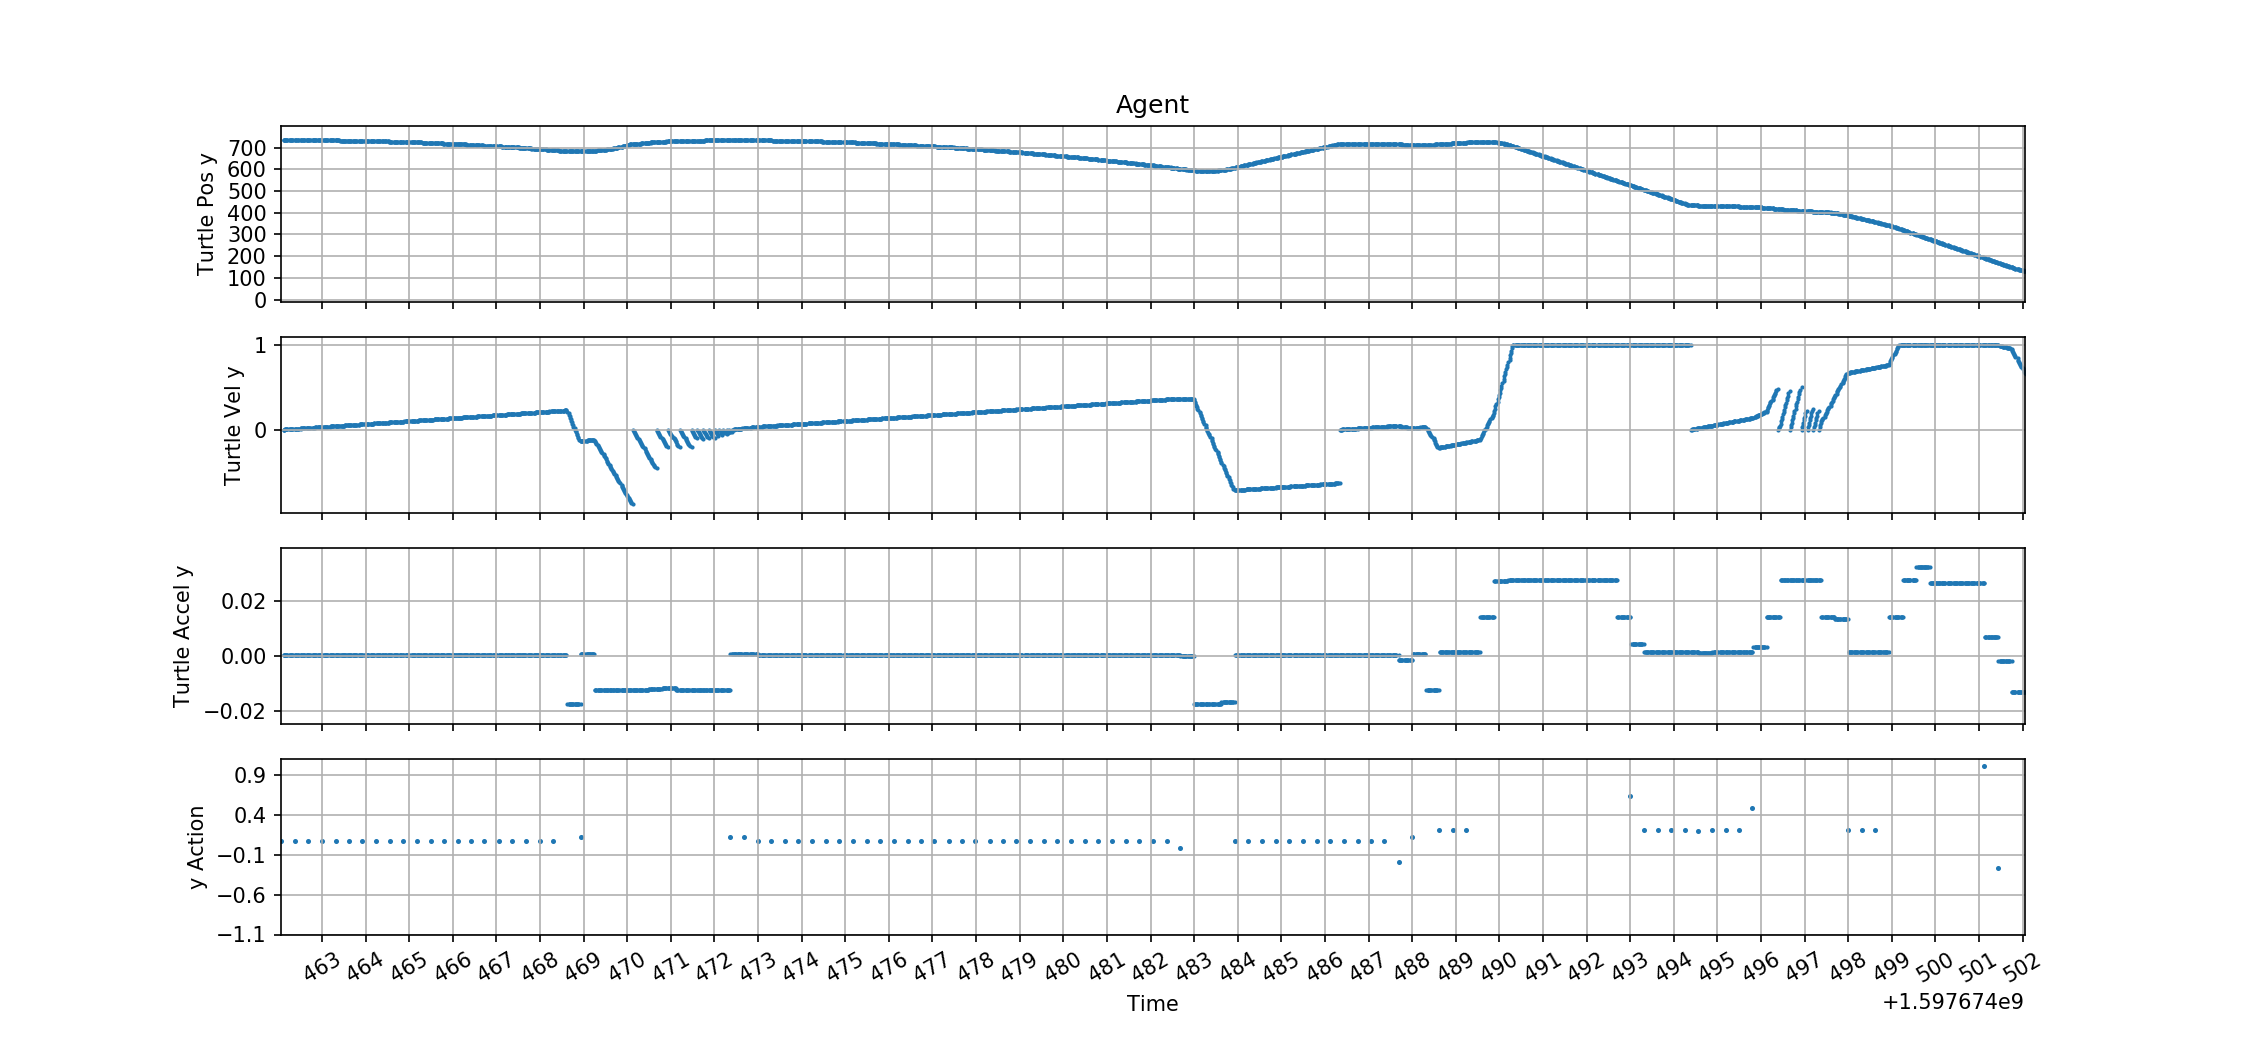 Agent
Turtle Pos y
700
600
500
400
300
200
100
0
Turtle Vel y
1
0
Turtle Accel y
0.02
0.00
−0.02
y Action
0.9
0.4
−0.1
−0.6
−1.1
463 464 465 466 467 468 469 470 471 472 473 474 475 476 477 478 479 480 481 482 483 484 485 486 487 488 489 490 491 492 493 494 495 496 497 498 499 500 501 502
Time
+1.597674e9